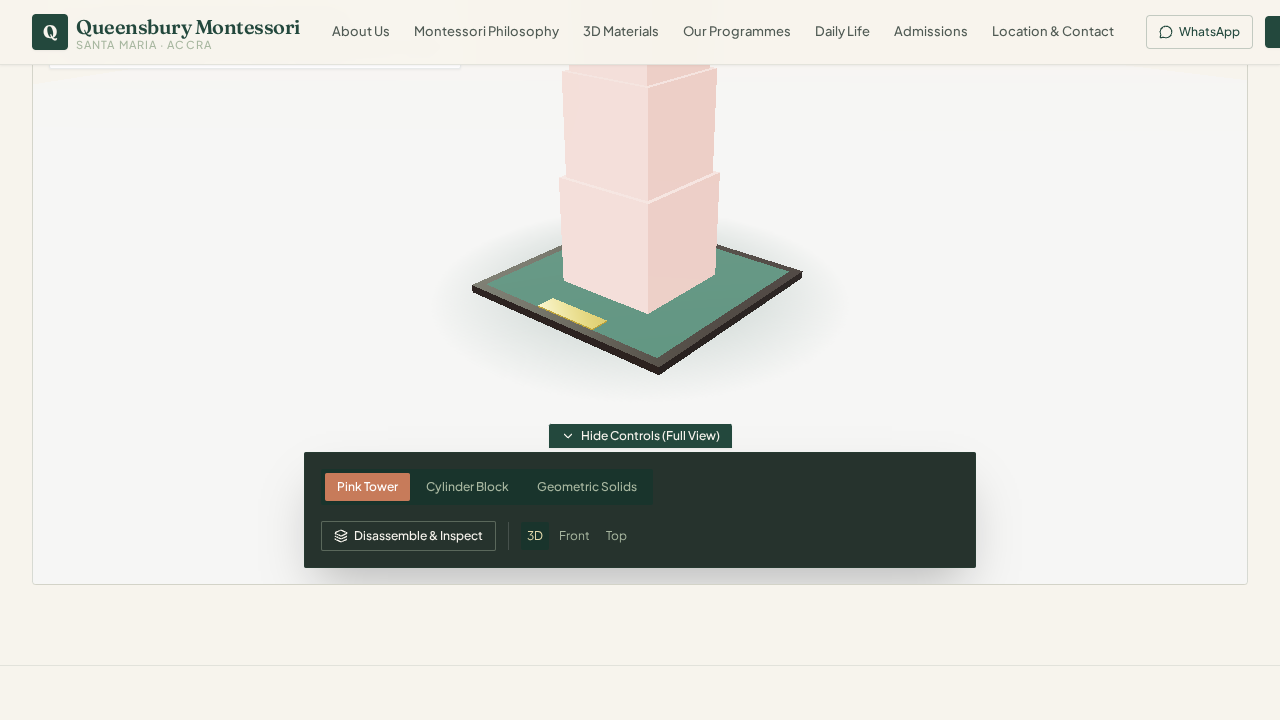 Q
Queensbury Montessori
SANTA MARIA · ACCRA
About Us
Montessori Philosophy
3D Materials
Our Programmes
Daily Life
Admissions
Location & Contact
WhatsApp
Hide Controls (Full View)
Pink Tower
Cylinder Block
Geometric Solids
Disassemble & Inspect
3D
Front
Top